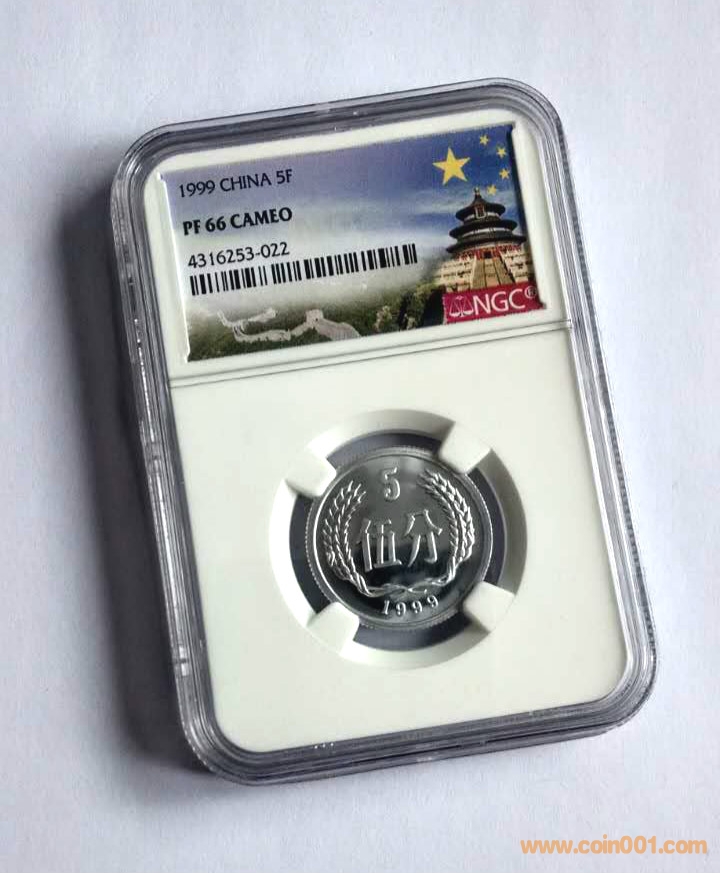 1999 CHINA 5F
PF 66 CAMEO
4316253-022
NGC®
5
伍分
1999
www.coin001.com